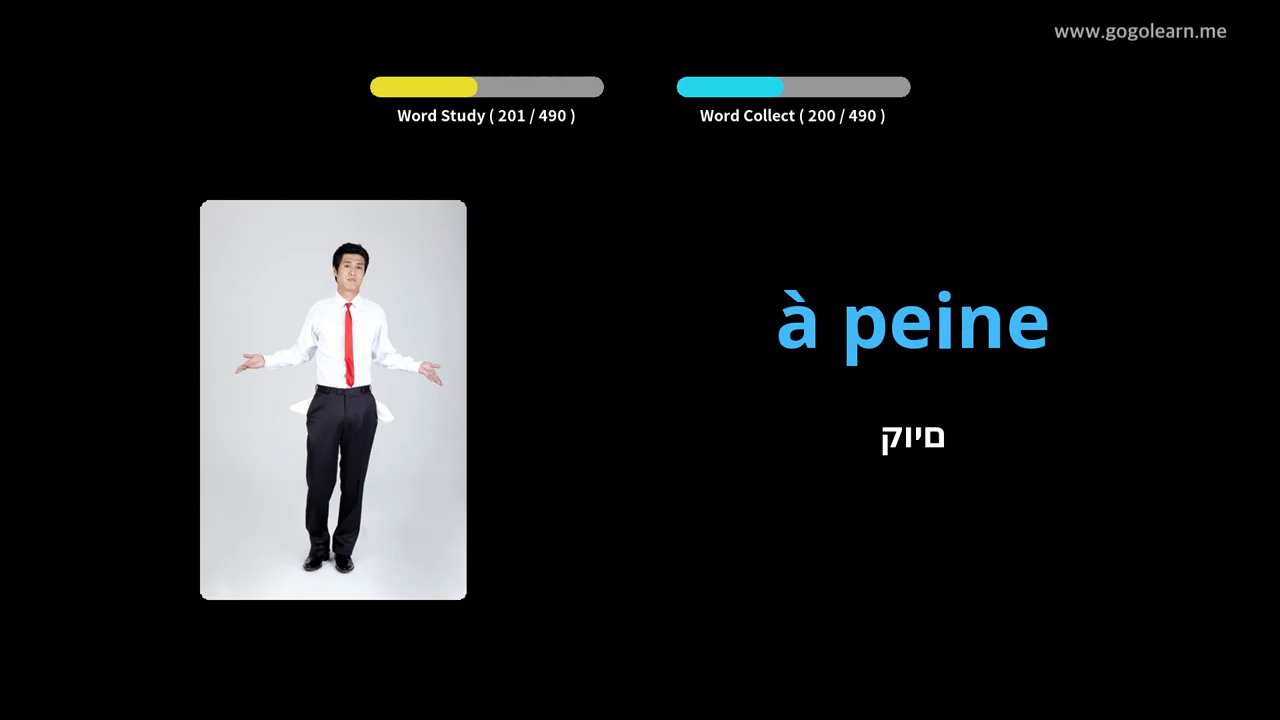 www.gogolearn.me
Word Study ( 201 / 490 )
Word Collect ( 200 / 490 )
à peine
םיוק